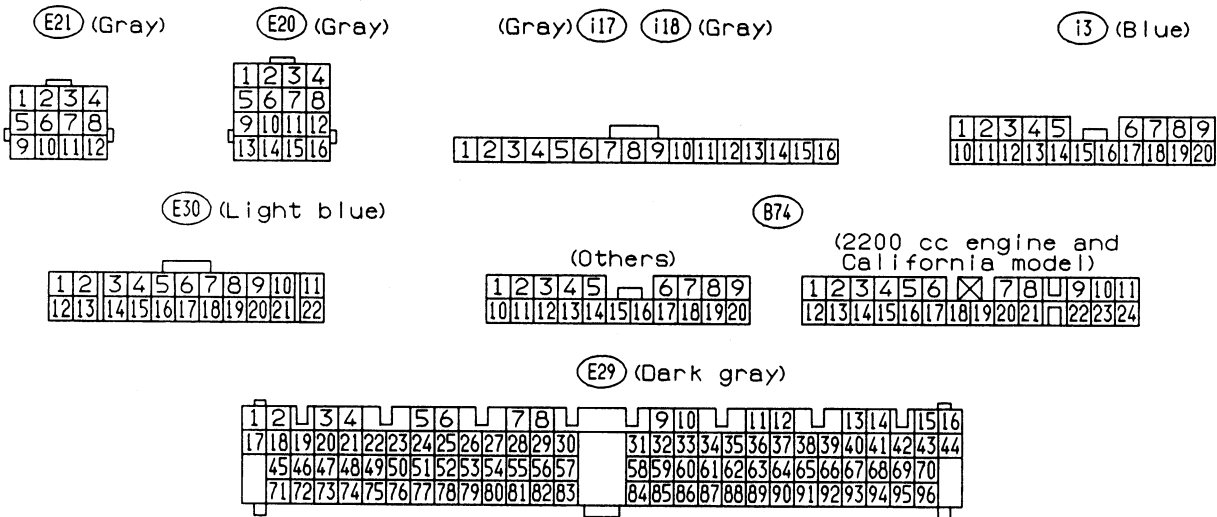 E21 (Gray) E20 (Gray) (Gray) i17 i18 (Gray) i3 (Blue)
1 2 3 4
5 6 7 8
9 10 11 12
1 2 3 4
5 6 7 8
9 10 11 12
13 14 15 16
1 2 3 4 5 6 7 8 9 10 11 12 13 14 15 16
1 2 3 4 5 6 7 8 9
10 11 12 13 14 15 16 17 18 19 20
E30 (Light blue) B74
1 2 3 4 5 6 7 8 9 10 11
12 13 14 15 16 17 18 19 20 21 22
(Others)
1 2 3 4 5 6 7 8 9
10 11 12 13 14 15 16 17 18 19 20
(2200 cc engine and
California model)
1 2 3 4 5 6 7 8 9 10 11
12 13 14 15 16 17 18 19 20 21 22 23 24
E29 (Dark gray)
1 2 3 4 5 6 7 8 9 10 11 12 13 14 15 16
17 18 19 20 21 22 23 24 25 26 27 28 29 30 31 32 33 34 35 36 37 38 39 40 41 42 43 44
45 46 47 48 49 50 51 52 53 54 55 56 57 58 59 60 61 62 63 64 65 66 67 68 69 70
71 72 73 74 75 76 77 78 79 80 81 82 83 84 85 86 87 88 89 90 91 92 93 94 95 96